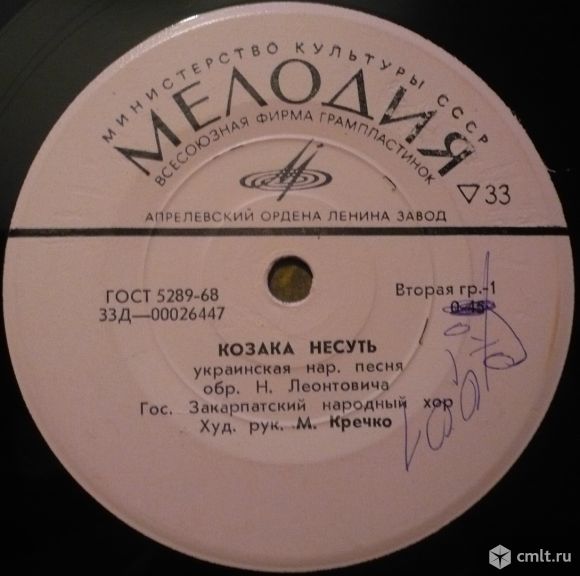 МИНИСТЕРСТВО КУЛЬТУРЫ СССР
МЕЛОДИЯ
ВСЕСОЮЗНАЯ ФИРМА ГРАМПЛАСТИНОК
33
АПРЕЛЕВСКИЙ ОРДЕНА ЛЕНИНА ЗАВОД
ГОСТ 5289-68
33Д—00026447
Вторая гр.-1
0-45
КОЗАКА НЕСУТЬ
украинская нар. песня
обр. Н. Леонтовича
Гос. Закарпатский народный хор
Худ. рук. М. Кречко
cmlt.ru